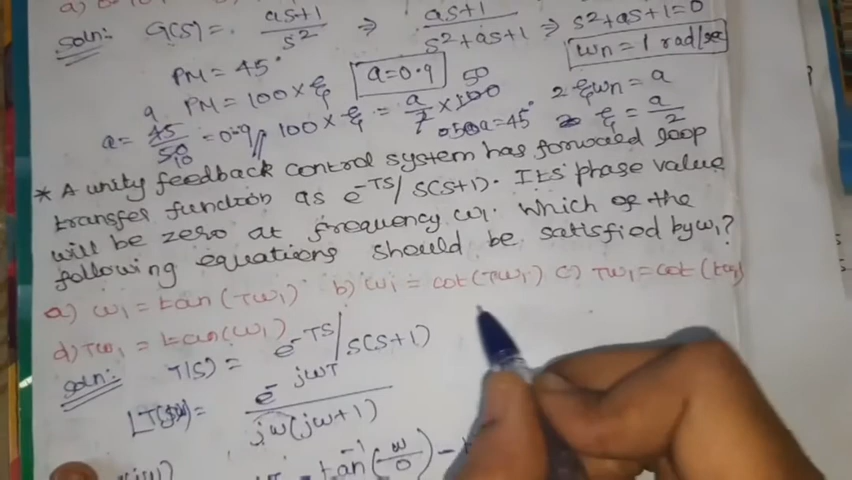 Soln: G(S) = as+1 / s² ⇒ as+1 / s²+as+1 ⇒ s²+as+1=0
PM = 45° a=0.9 ωn = 1 rad/sec
PM = 100 × ξ 2ξωn = a
a = 45/50 = 0.9 100 × ξ = a/2 × 100 50 50a = 45° ξ = a/2
* A unity feedback control system has forward loop
transfer function as e^-TS / S(S+1). Its phase value
will be zero at frequency ω1. Which of the
following equations should be satisfied by ω1?
a) ω1 = tan(Tω1) b) ω1 = cot(Tω1) c) Tω1 = cot(
d) Tω1 = tan(ω1)
Soln: T(S) = e^-TS / S(S+1)
= e^-jωT / jω(jω+1)
tan^-1(ω/0) -